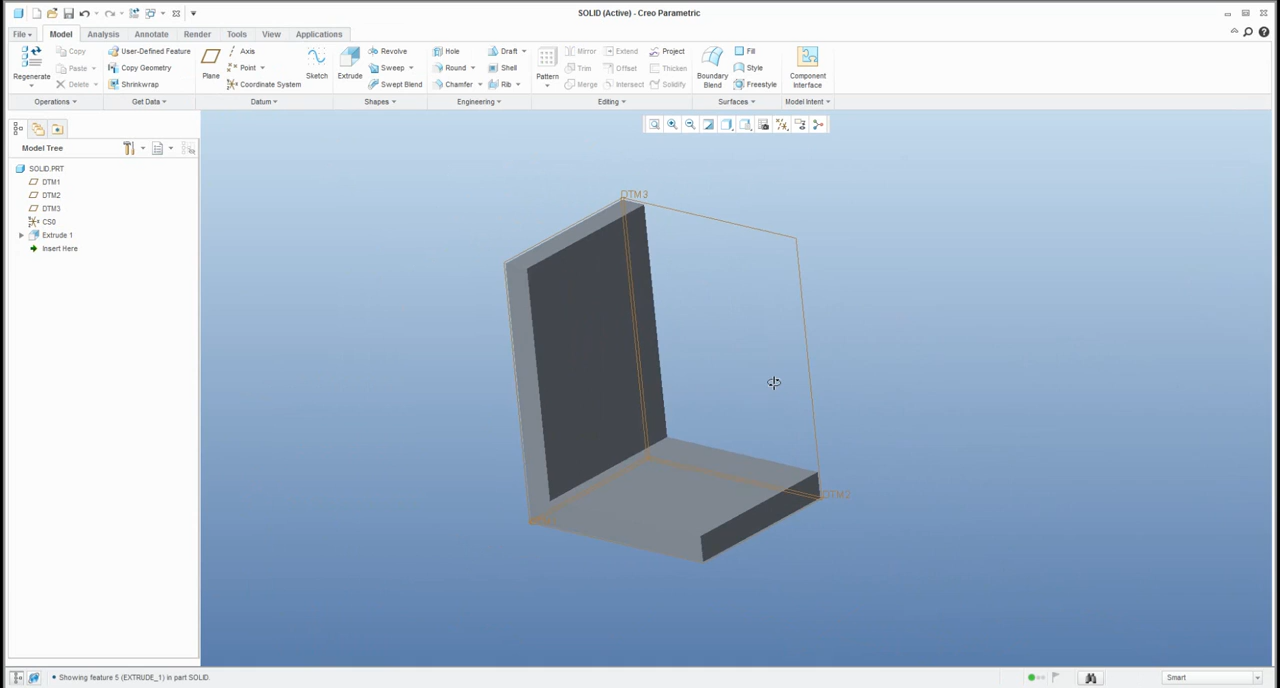 SOLID (Active) - Creo Parametric
File Model Analysis Annotate Render Tools View Applications
Regenerate
Copy
Paste
Delete
User-Defined Feature
Copy Geometry
Shrinkwrap
Plane
Axis
Point
Coordinate System
Sketch
Extrude
Revolve
Sweep
Swept Blend
Hole
Round
Chamfer
Draft
Shell
Rib
Pattern
Mirror
Trim
Merge
Extend
Offset
Intersect
Project
Thicken
Solidify
Boundary
Blend
Fill
Style
Freestyle
Component
Interface
Operations Get Data Datum Shapes Engineering Editing Surfaces Model Intent
Model Tree
SOLID.PRT
DTM1
DTM2
DTM3
CS0
Extrude 1
Insert Here
DTM3
DTM2
Showing feature 5 (EXTRUDE_1) in part SOLID.
Smart